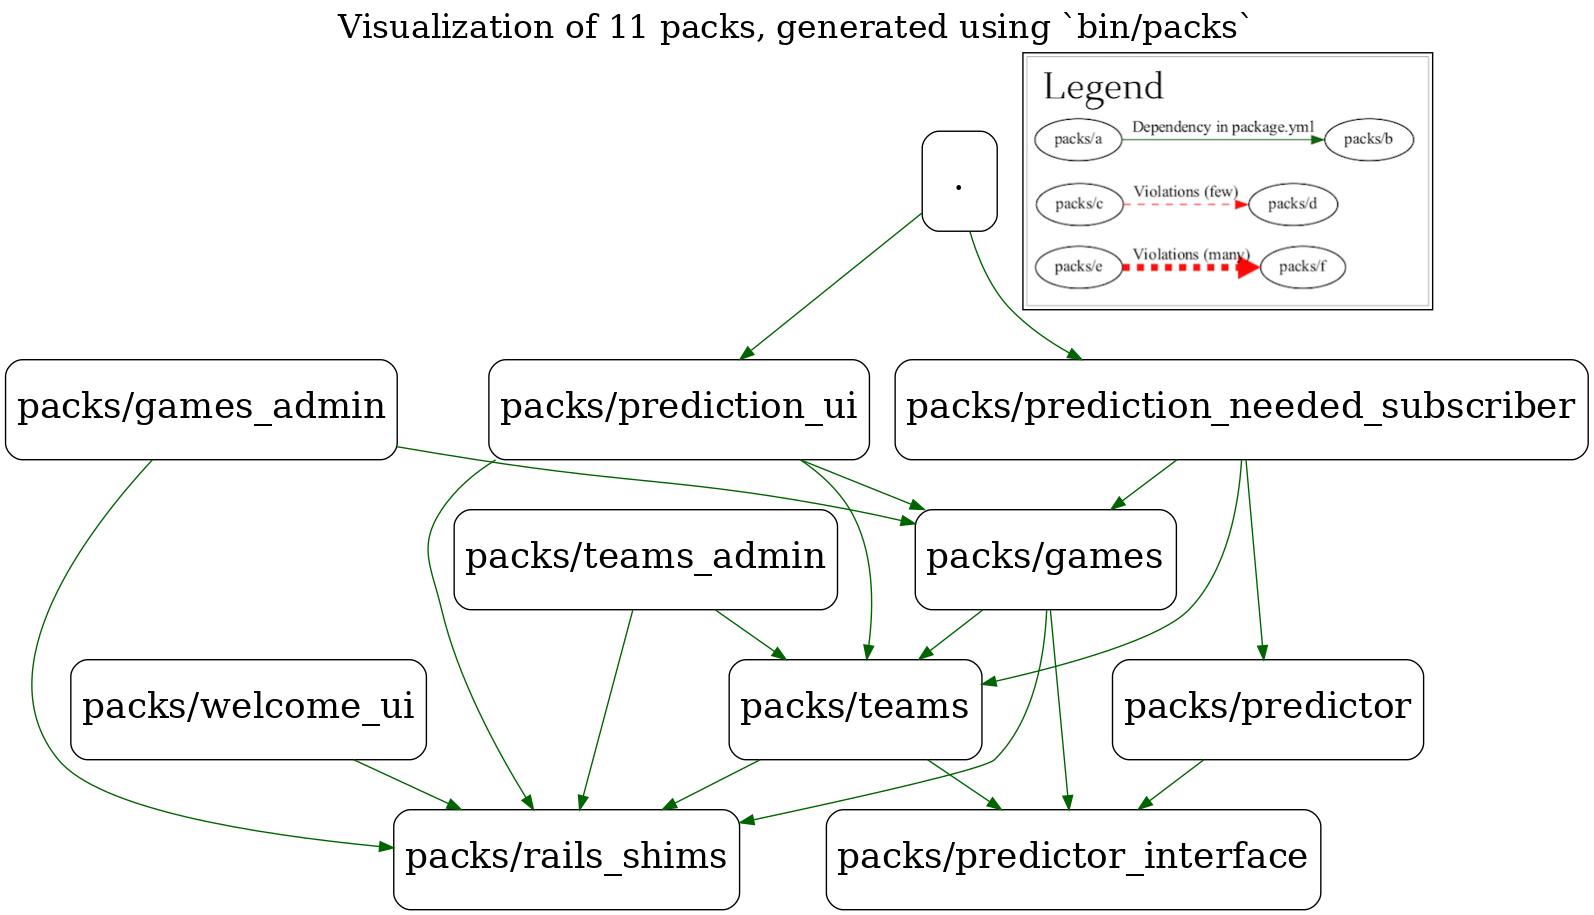 Visualization of 11 packs, generated using `bin/packs`
Legend
packs/a Dependency in package.yml packs/b
packs/c Violations (few) packs/d
packs/e Violations (many) packs/f
.
packs/games_admin
packs/prediction_ui
packs/prediction_needed_subscriber
packs/teams_admin
packs/games
packs/welcome_ui
packs/teams
packs/predictor
packs/rails_shims
packs/predictor_interface